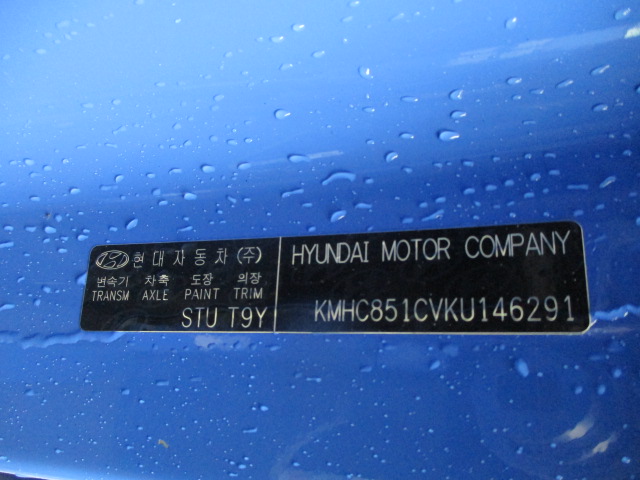 현대자동차(주)
변속기 차축 도장 의장
TRANSM AXLE PAINT TRIM
STU T9Y
HYUNDAI MOTOR COMPANY
KMHC851CVKU146291